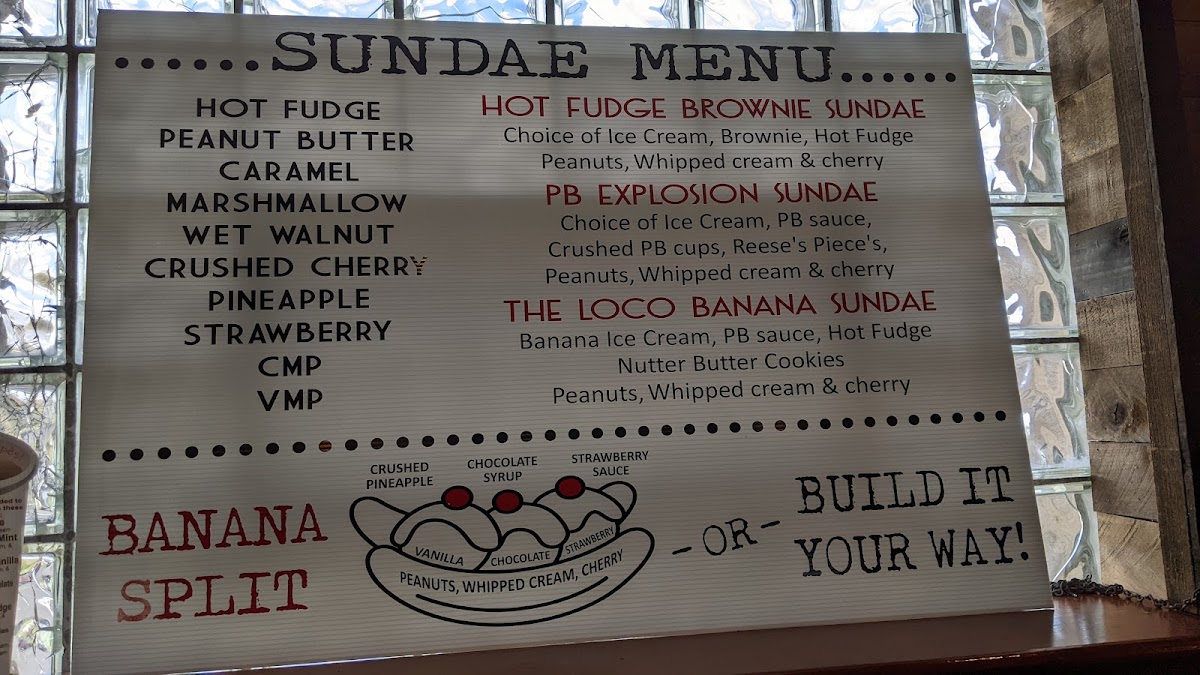 ......SUNDAE MENU......
HOT FUDGE
PEANUT BUTTER
CARAMEL
MARSHMALLOW
WET WALNUT
CRUSHED CHERRY
PINEAPPLE
STRAWBERRY
CMP
VMP
HOT FUDGE BROWNIE SUNDAE
Choice of Ice Cream, Brownie, Hot Fudge
Peanuts, Whipped cream & cherry
PB EXPLOSION SUNDAE
Choice of Ice Cream, PB sauce,
Crushed PB cups, Reese's Piece's,
Peanuts, Whipped cream & cherry
THE LOCO BANANA SUNDAE
Banana Ice Cream, PB sauce, Hot Fudge
Nutter Butter Cookies
Peanuts, Whipped cream & cherry
BANANA
SPLIT
CRUSHED
PINEAPPLE
CHOCOLATE
SYRUP
STRAWBERRY
SAUCE
VANILLA
CHOCOLATE
STRAWBERRY
PEANUTS, WHIPPED CREAM, CHERRY
-OR-
BUILD IT
YOUR WAY!
these
Mint